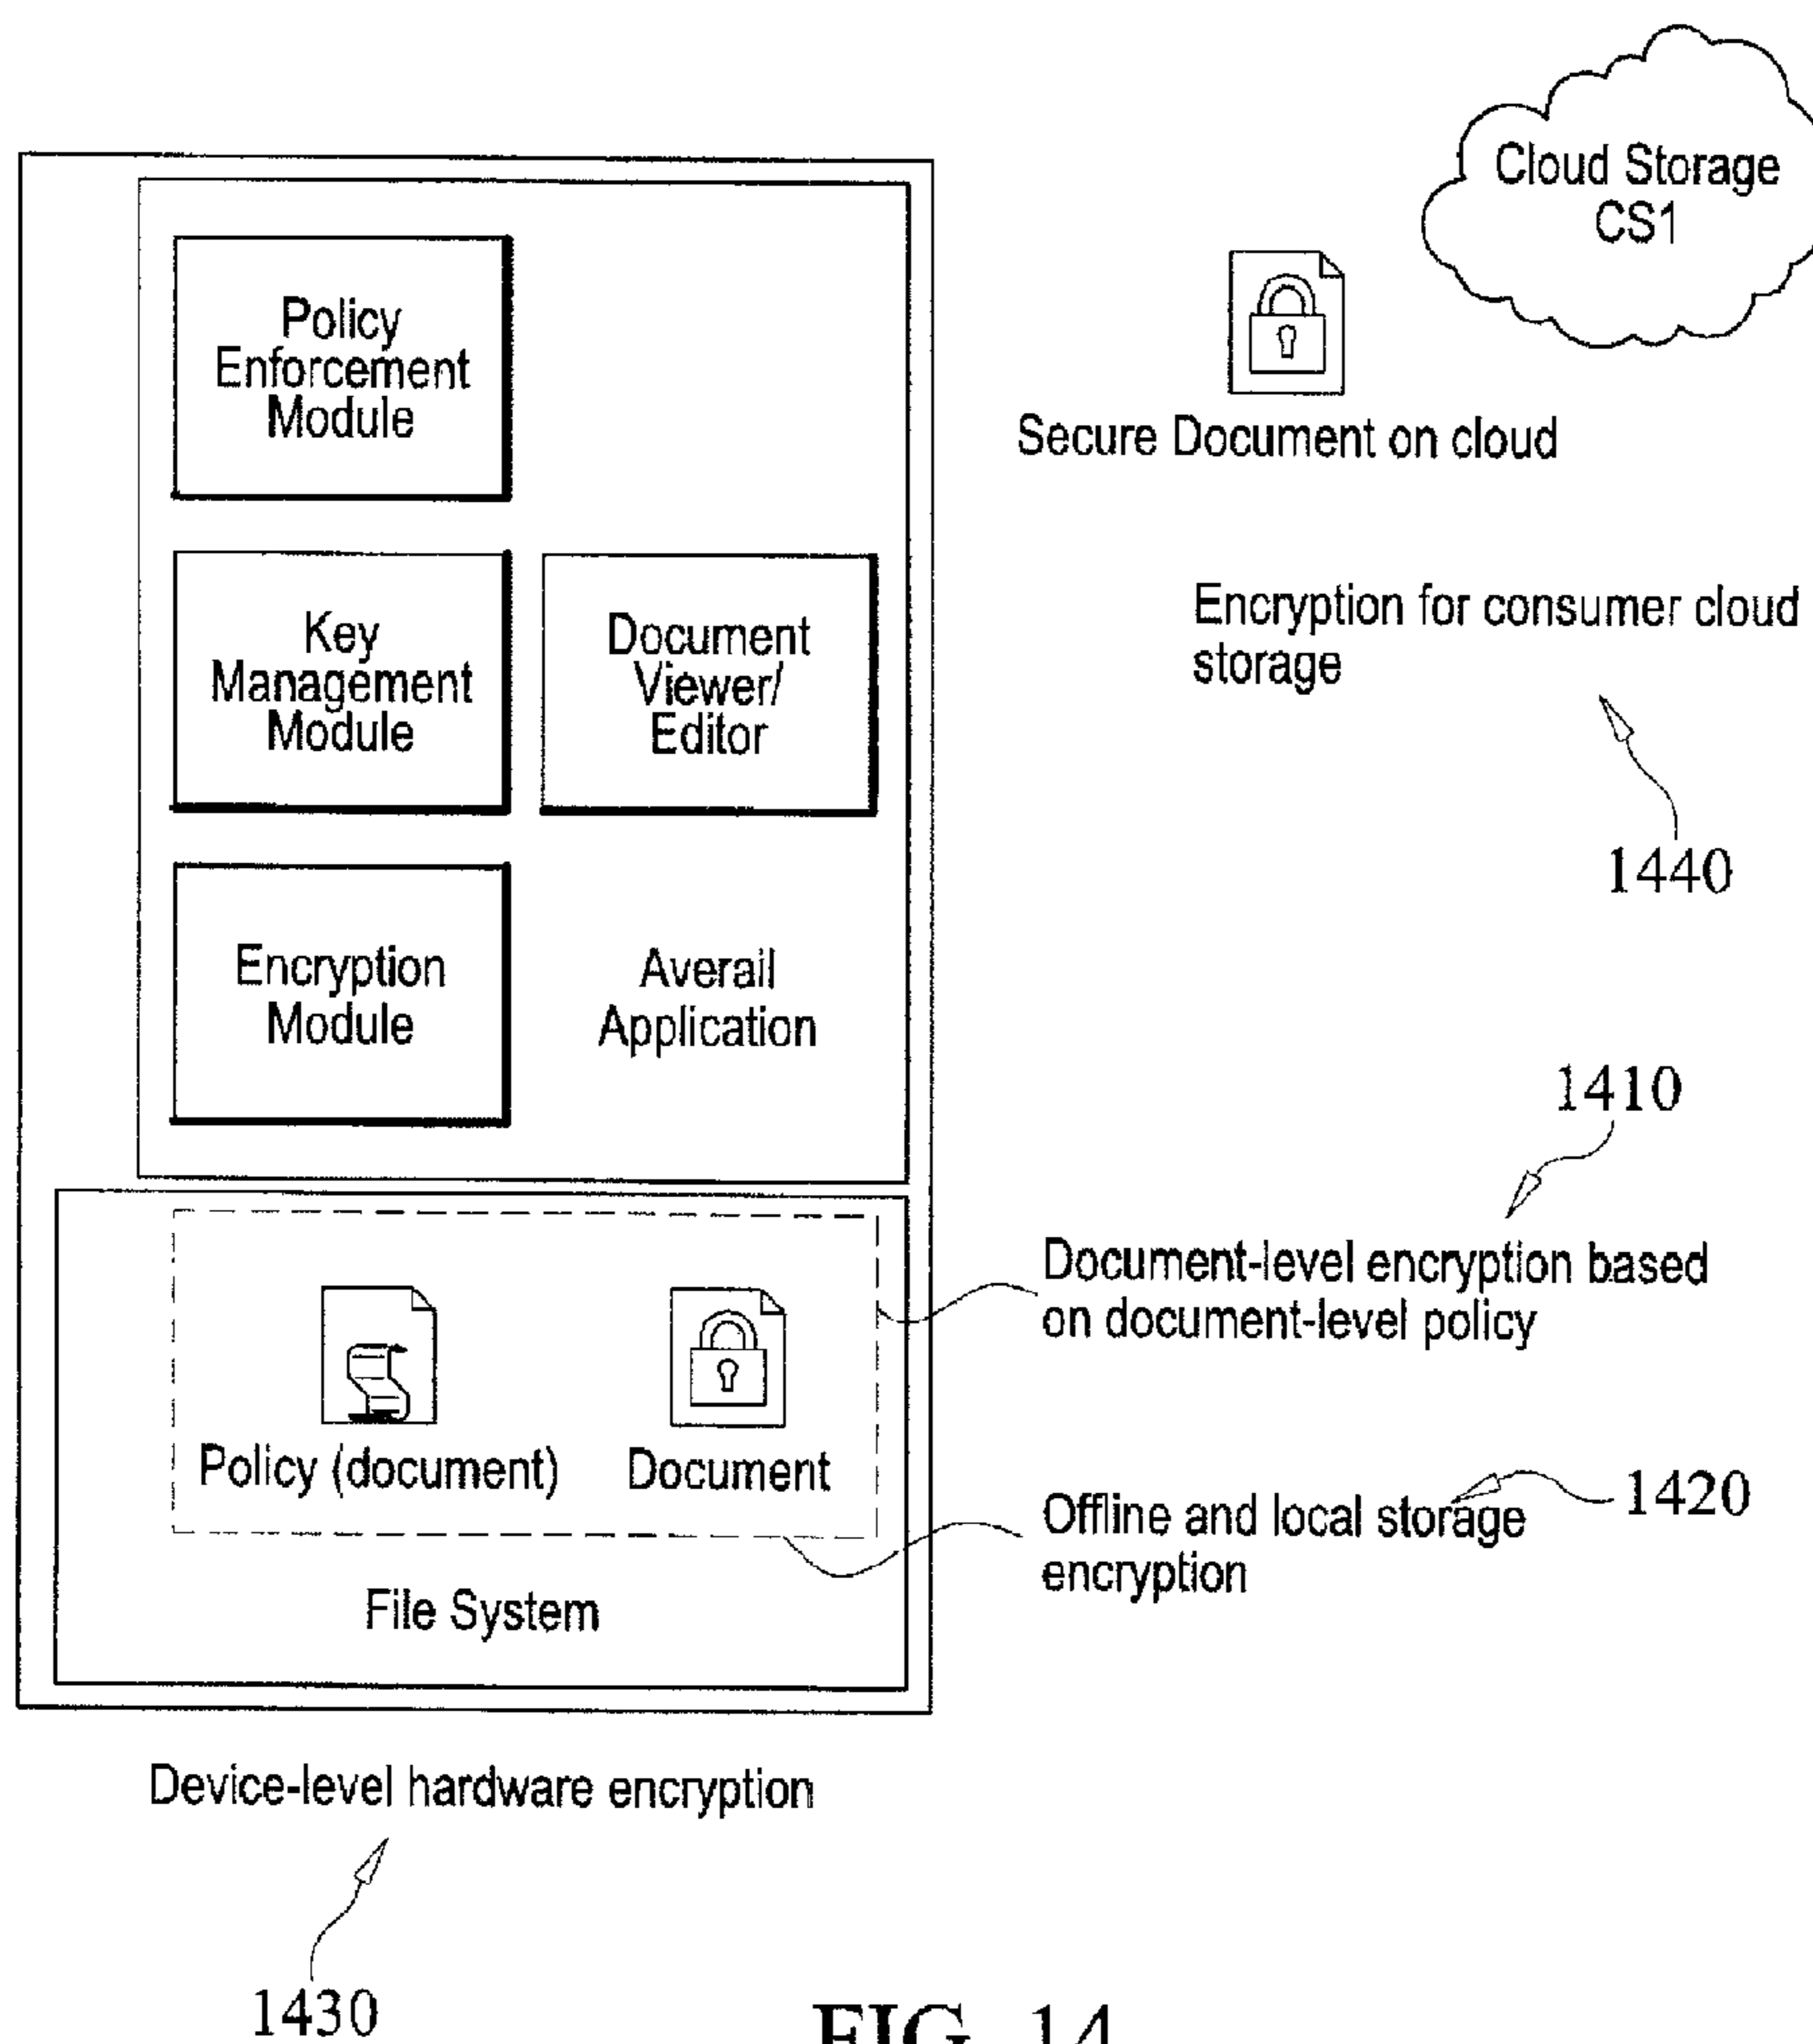 Cloud Storage
CS1
Policy
Enforcement
Module
Secure Document on cloud
Key
Management
Module
Document
Viewer/
Editor
Encryption for consumer cloud
storage
1440
Encryption
Module
Averail
Application
1410
Document-level encryption based
on document-level policy
Policy (document)
Document
1420
Offline and local storage
encryption
File System
Device-level hardware encryption
1430
FIG. 14